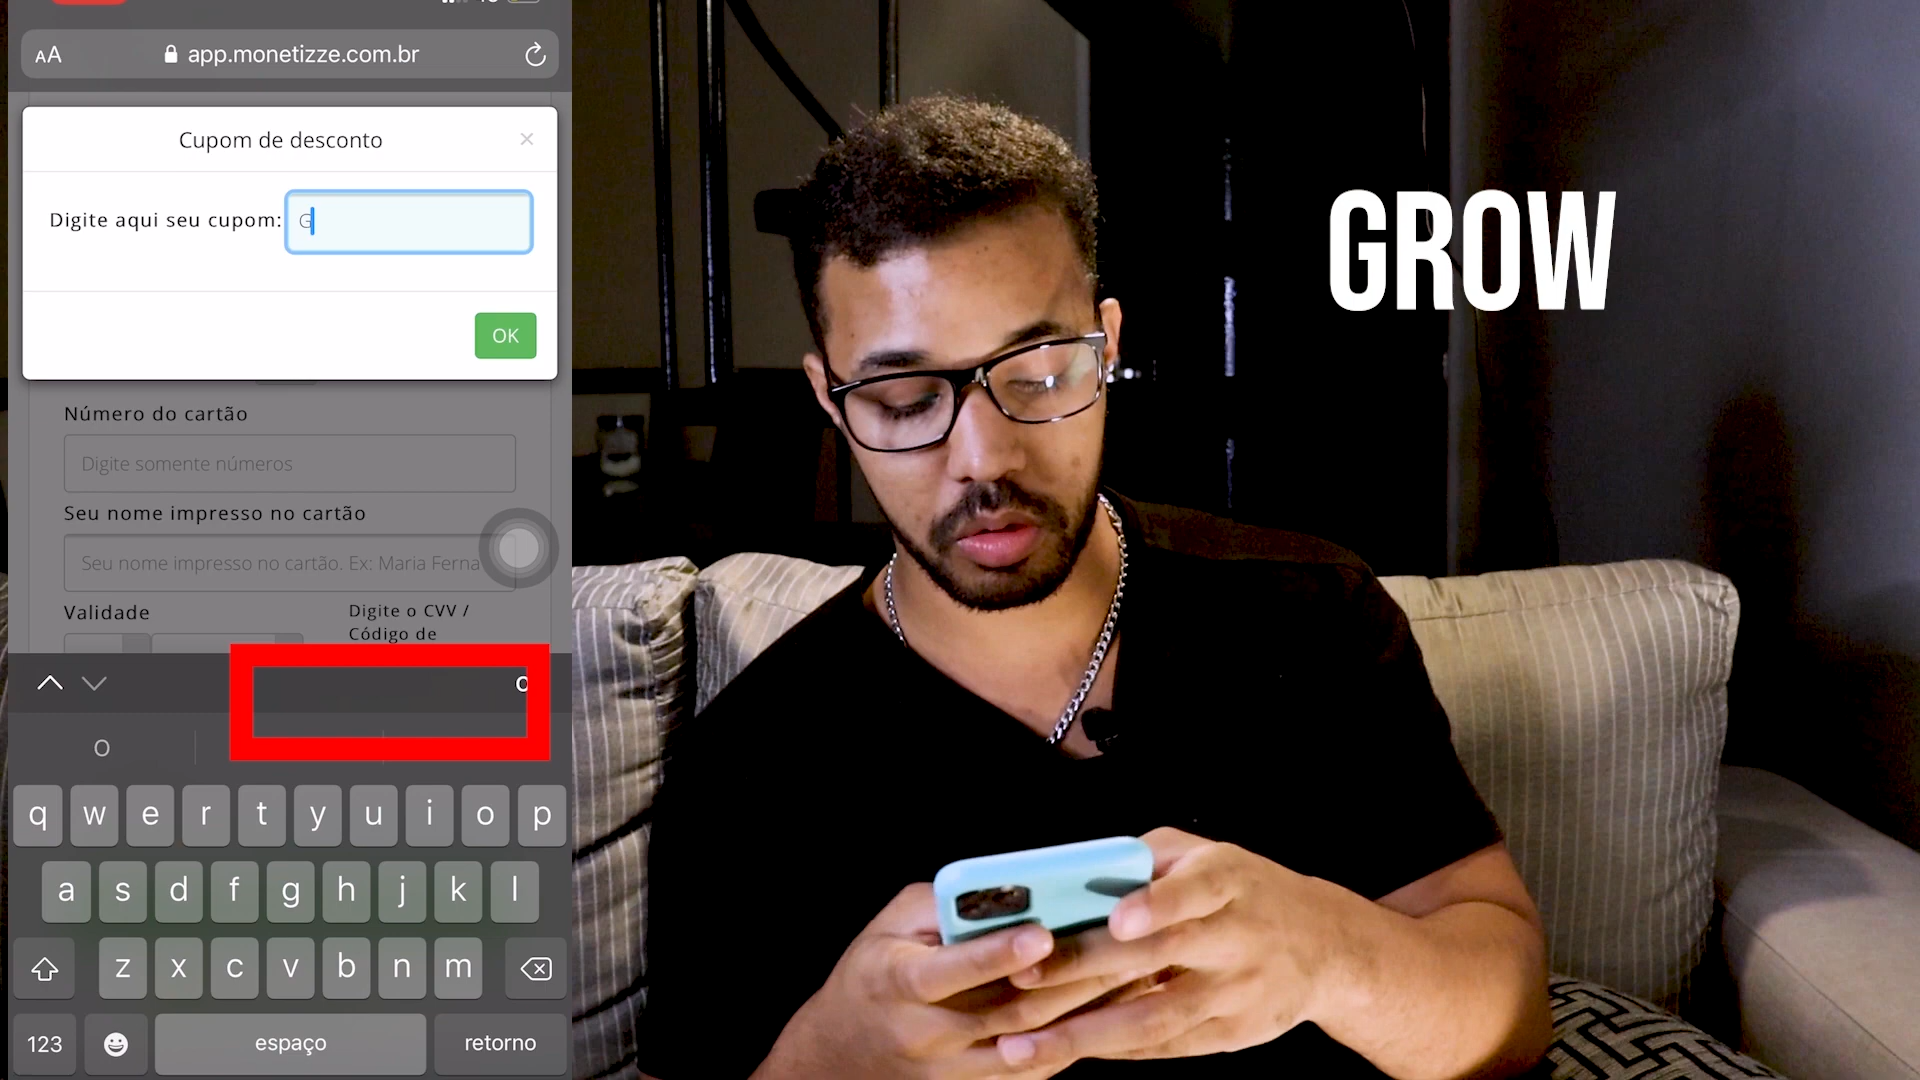 AA app.monetizze.com.br
Cupom de desconto ×
Digite aqui seu cupom: G
OK
Número do cartão
Digite somente números
Seu nome impresso no cartão
Seu nome impresso no cartão. Ex: Maria Ferna
Validade
Digite o CVV /
Código de
O
q w e r t y u i o p
a s d f g h j k l
z x c v b n m
123 espaço retorno
GROW